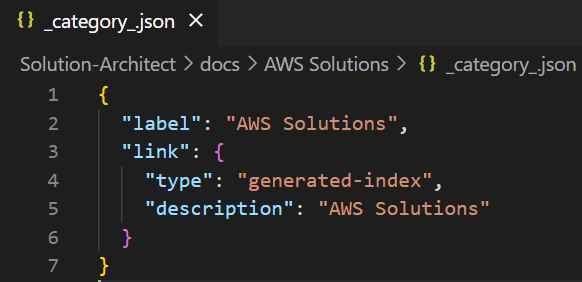 {} _category_.json ×
Solution-Architect > docs > AWS Solutions > {} _category_.json
1 {
2   "label": "AWS Solutions",
3   "link": {
4     "type": "generated-index",
5     "description": "AWS Solutions"
6   }
7 }